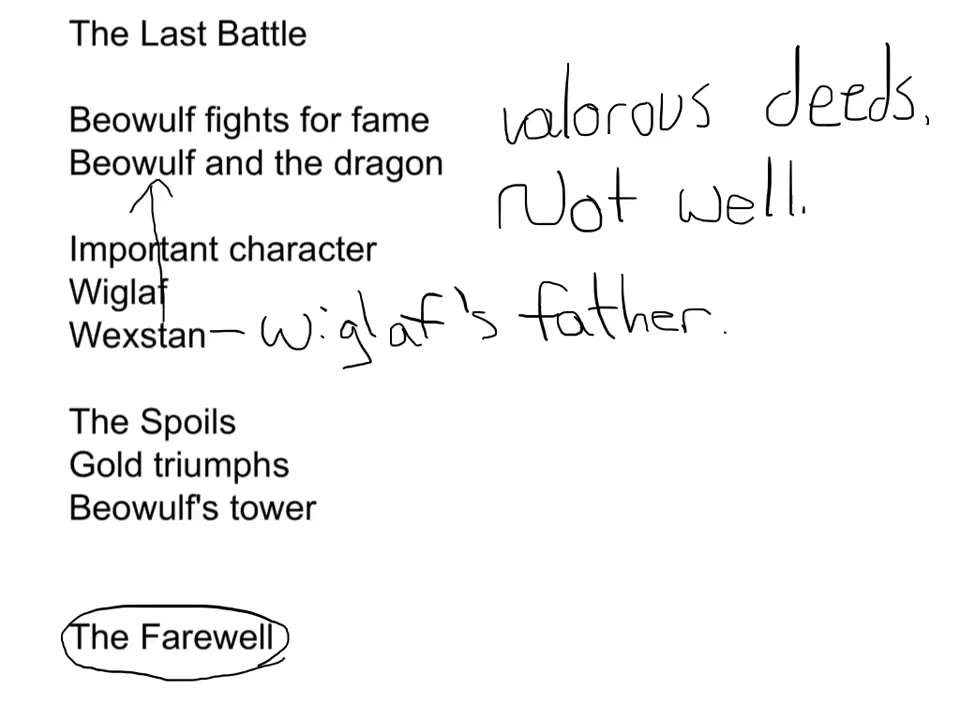 The Last Battle
Beowulf fights for fame
Beowulf and the dragon
valorous deeds.
Not well.
Important character
Wiglaf
Wexstan – Wiglaf's father.
The Spoils
Gold triumphs
Beowulf's tower
The Farewell